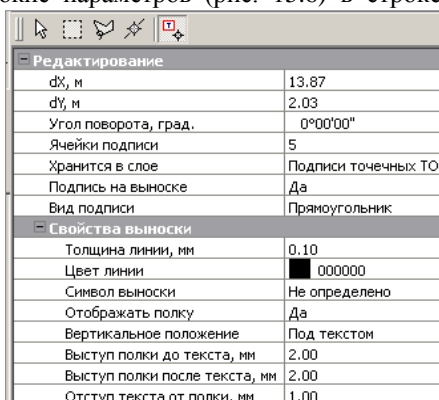 параметров (рис. 15.8) в строке
Редактирование
dX, м 13.87
dY, м 2.03
Угол поворота, град. 0°00'00"
Ячейки подписи 5
Хранится в слое Подписи точечных ТО
Подпись на выноске Да
Вид подписи Прямоугольник
Свойства выноски
Толщина линии, мм 0.10
Цвет линии 000000
Символ выноски Не определено
Отображать полку Да
Вертикальное положение Под текстом
Выступ полки до текста, мм 2.00
Выступ полки после текста, мм 2.00
Отступ текста от полки, мм 1.00